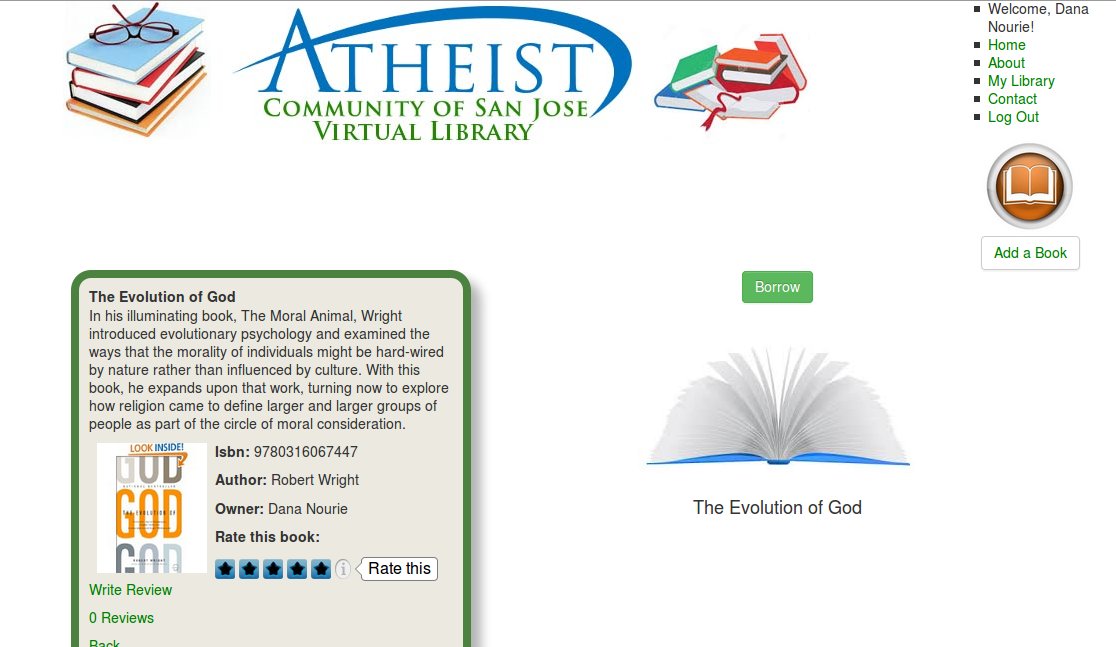 ATHEIST
COMMUNITY OF SAN JOSE
VIRTUAL LIBRARY
Welcome, Dana
Nourie!
Home
About
My Library
Contact
Log Out
Add a Book
The Evolution of God
In his illuminating book, The Moral Animal, Wright
introduced evolutionary psychology and examined the
ways that the morality of individuals might be hard-wired
by nature rather than influenced by culture. With this
book, he expands upon that work, turning now to explore
how religion came to define larger and larger groups of
people as part of the circle of moral consideration.
LOOK INSIDE!
GOD
GOD
THE EVOLUTION OF
GOD
ROBERT WRIGHT
Isbn: 9780316067447
Author: Robert Wright
Owner: Dana Nourie
Rate this book:
i
Rate this
Write Review
0 Reviews
Back
Borrow
The Evolution of God